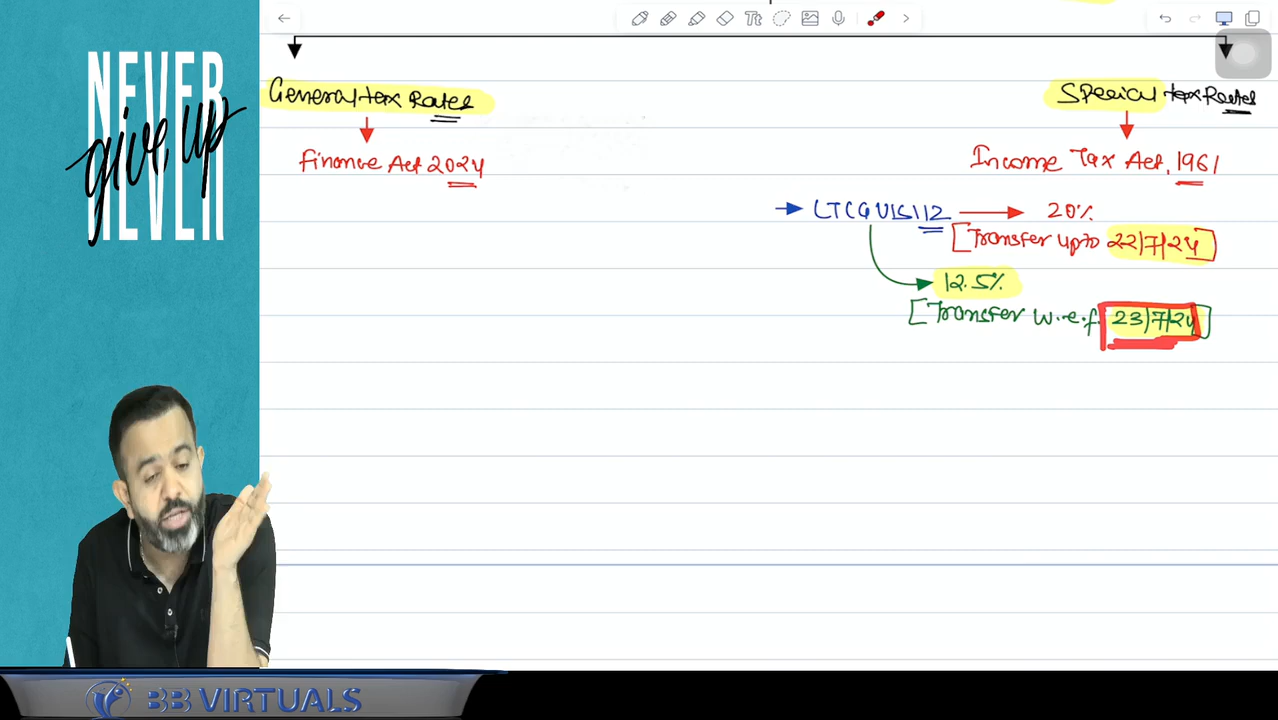 NEVER
give up
NEVER
General tax Rates
Special tax Rates
Finance Act 2024
Income Tax Act, 1961
LTCG U/S 112 20%
[Transfer upto 22/7/24]
12.5%
[Transfer w.e.f. 23/7/24]
BB VIRTUALS